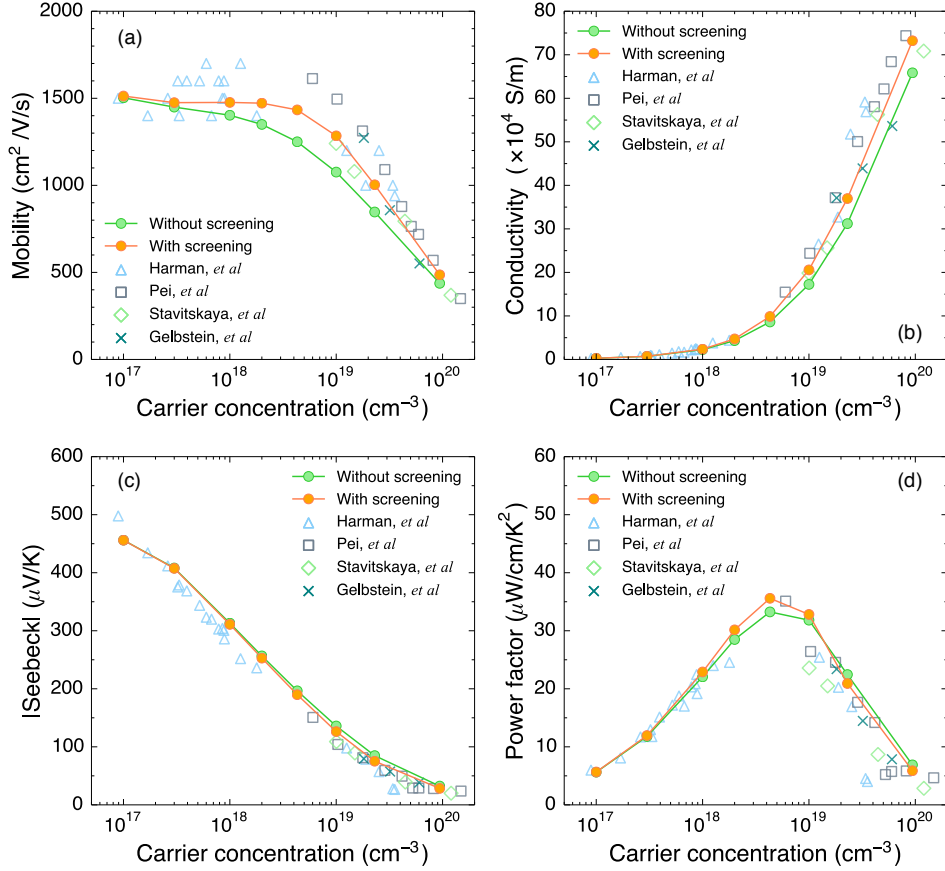 (a)
2000
1500
1000
500
0
Mobility (cm² /V/s)
Without screening
With screening
Harman, et al
Pei, et al
Stavitskaya, et al
Gelbstein, et al
10¹⁷ 10¹⁸ 10¹⁹ 10²⁰
Carrier concentration (cm⁻³)
80
70
60
50
40
30
20
10
0
Conductivity (×10⁴ S/m)
Without screening
With screening
Harman, et al
Pei, et al
Stavitskaya, et al
Gelbstein, et al
(b)
10¹⁷ 10¹⁸ 10¹⁹ 10²⁰
Carrier concentration (cm⁻³)
(c)
600
500
400
300
200
100
0
|Seebeck| (μV/K)
Without screening
With screening
Harman, et al
Pei, et al
Stavitskaya, et al
Gelbstein, et al
10¹⁷ 10¹⁸ 10¹⁹ 10²⁰
Carrier concentration (cm⁻³)
60
50
40
30
20
10
0
Power factor (μW/cm/K²)
Without screening
With screening
Harman, et al
Pei, et al
Stavitskaya, et al
Gelbstein, et al
(d)
10¹⁷ 10¹⁸ 10¹⁹ 10²⁰
Carrier concentration (cm⁻³)